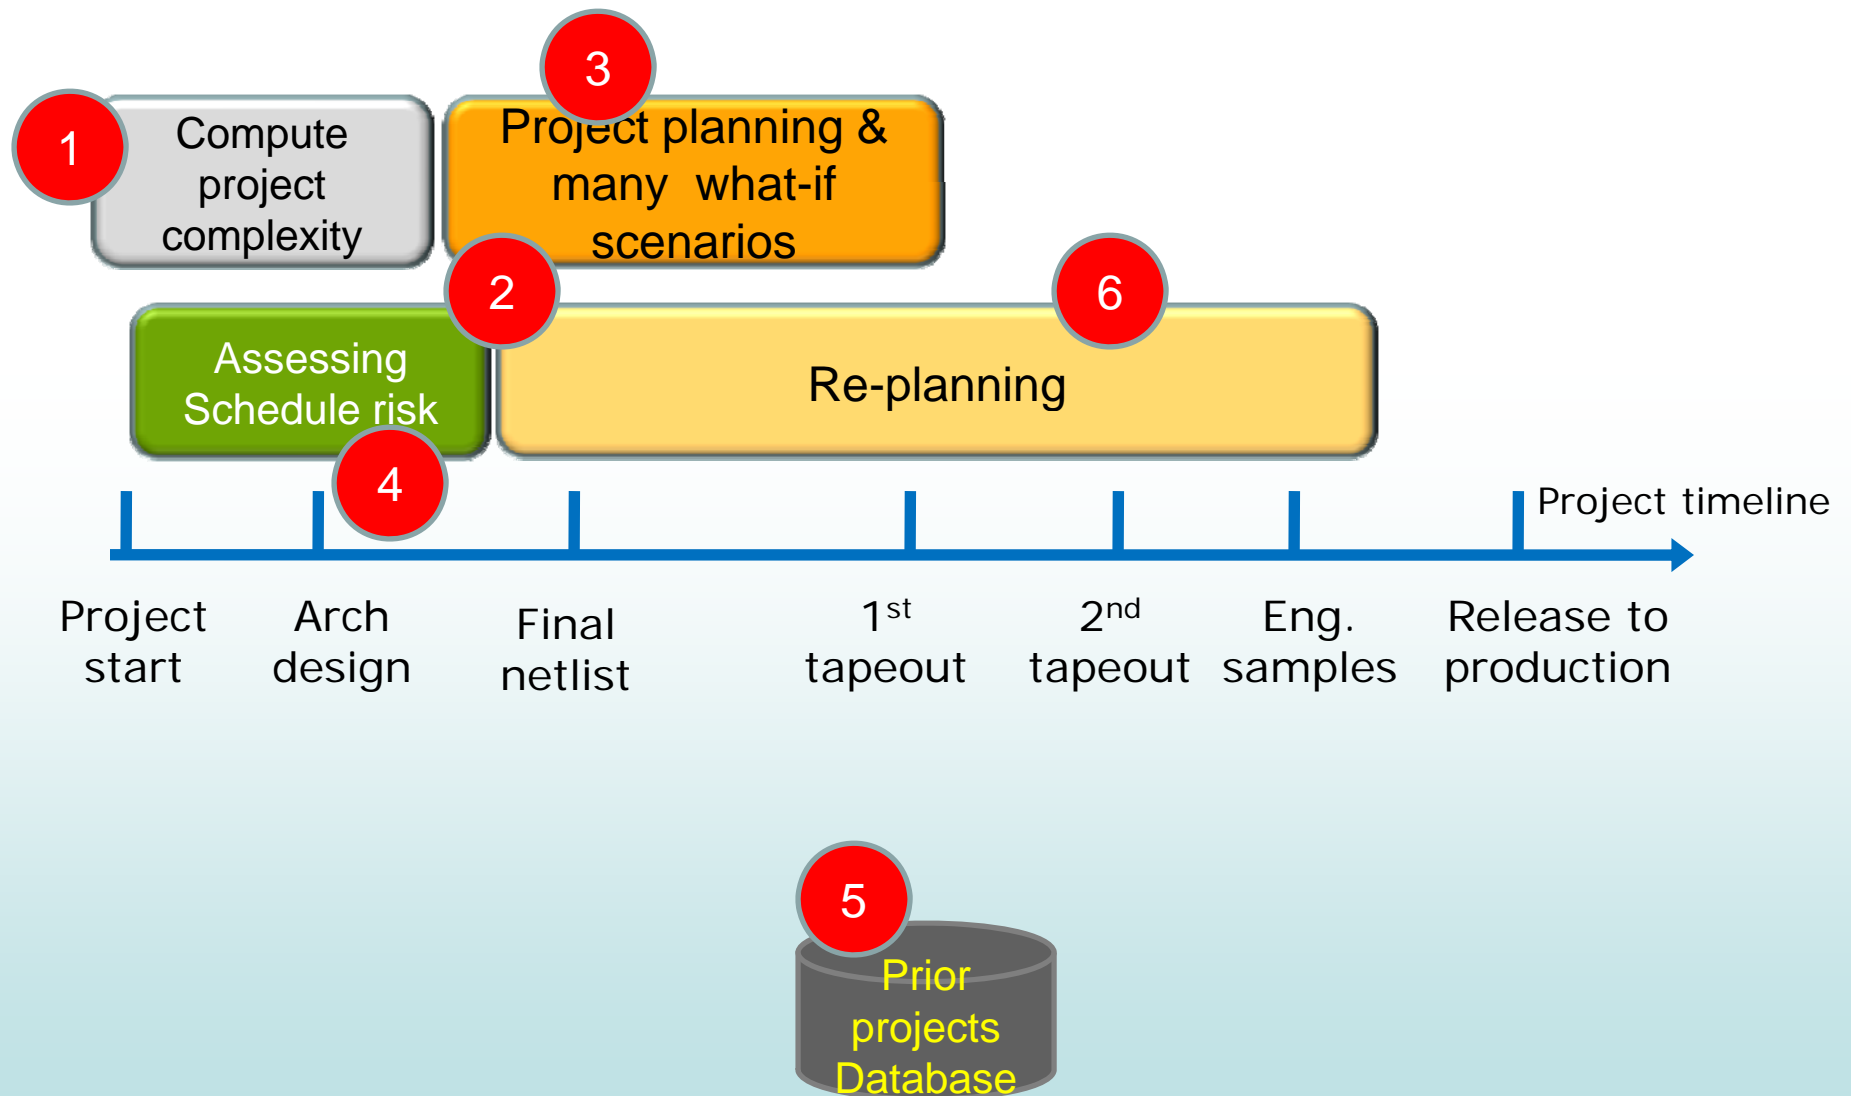 3
1
Compute
project
complexity
Project planning &
many what-if
scenarios
2
6
Assessing
Schedule risk
Re-planning
4
Project timeline
Project
start
Arch
design
Final
netlist
1st
tapeout
2nd
tapeout
Eng.
samples
Release to
production
5
Prior
projects
Database